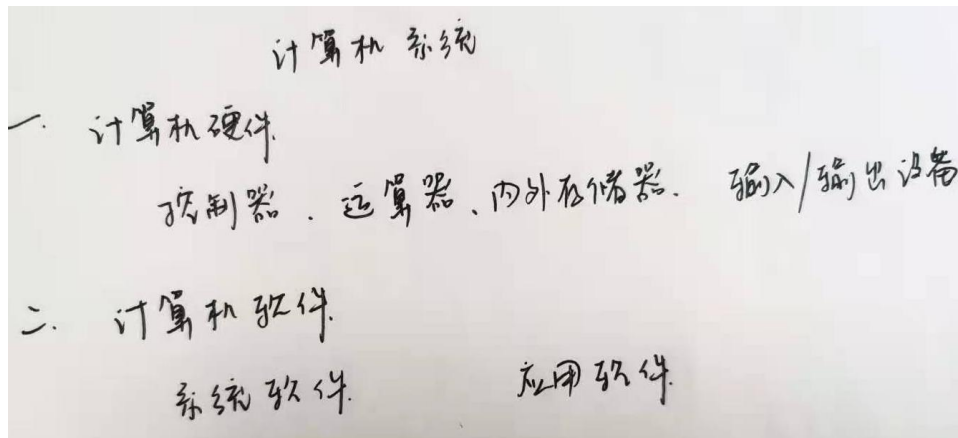 计算机系统
一. 计算机硬件.
控制器、运算器、内外存储器. 输入/输出设备
二. 计算机软件.
系统软件. 应用软件.